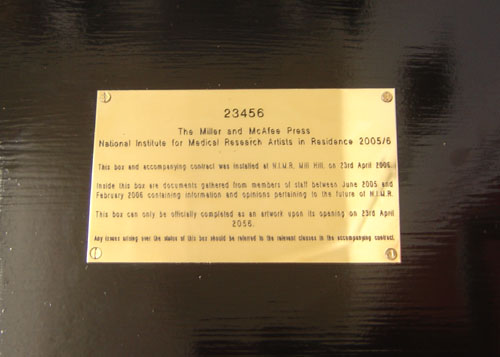 23456
The Miller and McAfee Press
National Institute for Medical Research Artists in Residence 2005/6
This box and accompanying contract was installed at N.I.M.R. Mill Hill, on 23rd April 2006.
Inside this box are documents gathered from members of staff between June 2005 and
February 2006 containing information and opinions pertaining to the future of N.I.M.R.
This box can only be officially completed as an artwork upon its opening on 23rd April
2056.
Any issues arising over the status of this box should be referred to the relevant clauses in the accompanying contract.